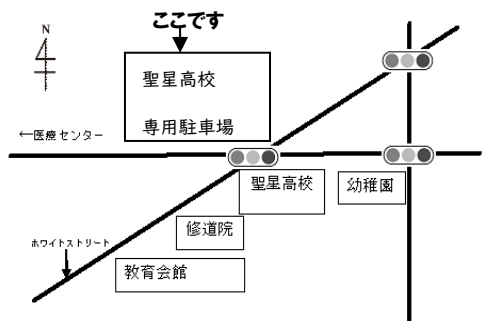 ここです
N
聖星高校
専用駐車場
←医療センター
聖星高校
幼稚園
修道院
ホワイトストリート
教育会館